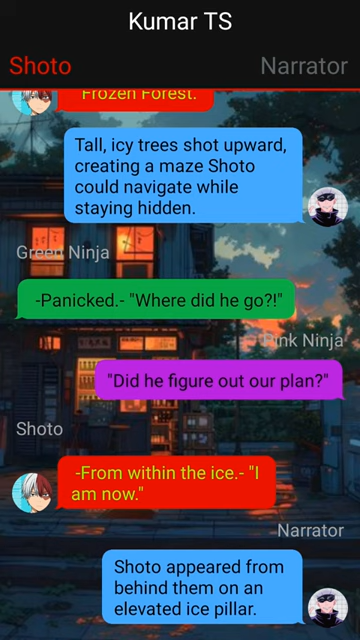 Kumar TS
Shoto
Narrator
Frozen Forest.
Tall, icy trees shot upward,
creating a maze Shoto
could navigate while
staying hidden.
Green Ninja
-Panicked.- "Where did he go?!"
Pink Ninja
"Did he figure out our plan?"
Shoto
-From within the ice.- "I
am now."
Narrator
Shoto appeared from
behind them on an
elevated ice pillar.